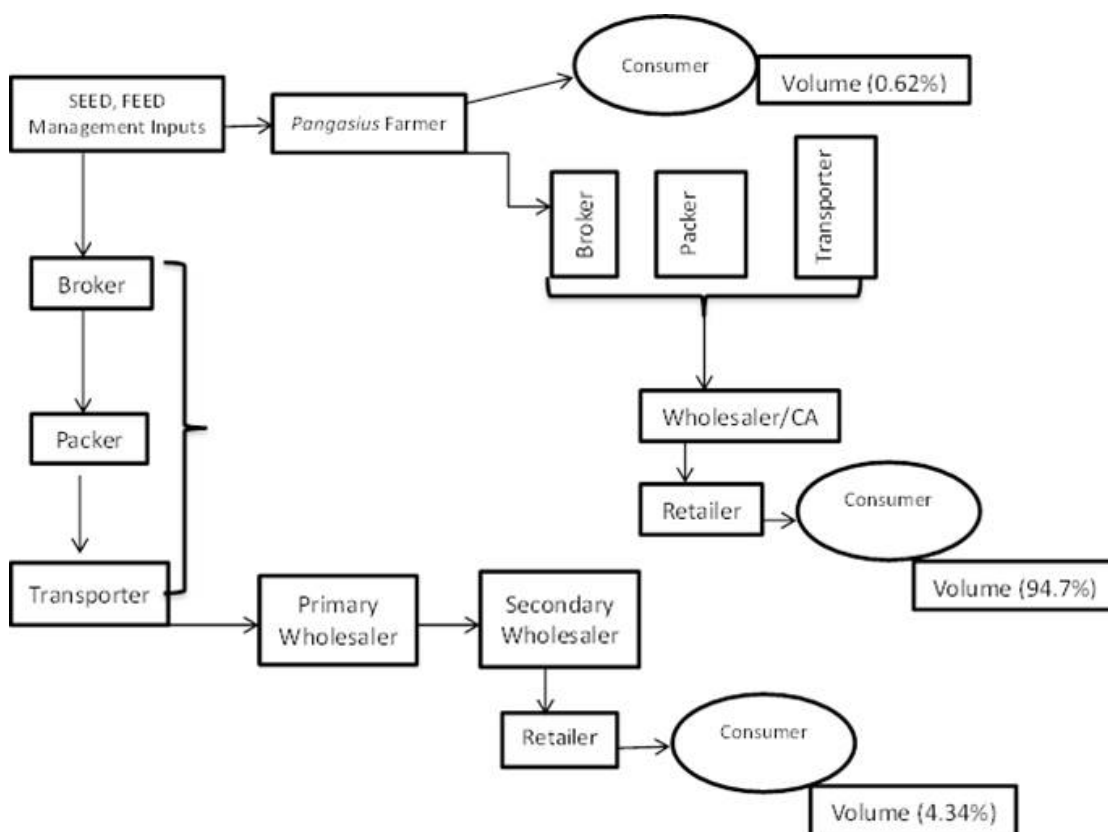 Consumer
Volume (0.62%)
SEED, FEED
Management Inputs
Pangasius Farmer
Broker
Packer
Transporter
Broker
Packer
Transporter
Wholesaler/CA
Retailer
Consumer
Volume (94.7%)
Primary
Wholesaler
Secondary
Wholesaler
Retailer
Consumer
Volume (4.34%)